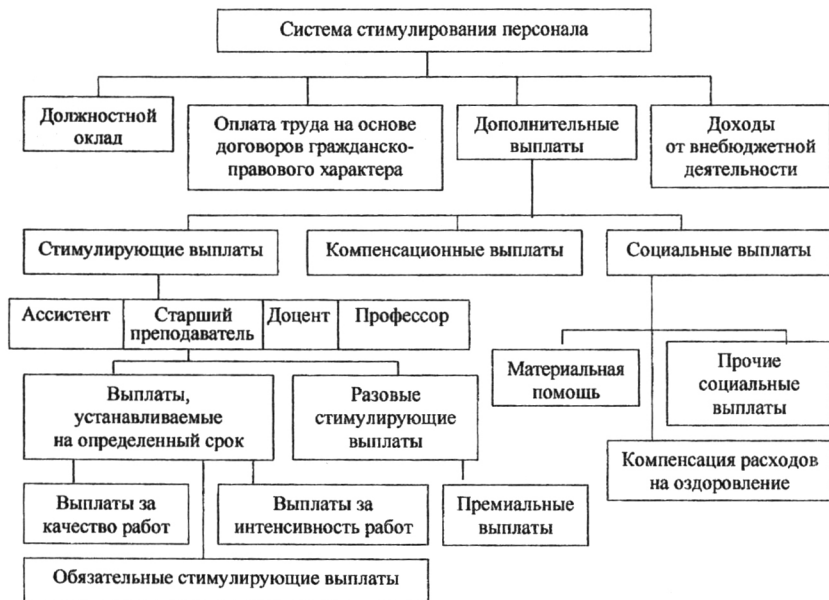 Система стимулирования персонала
Должностной
оклад
Оплата труда на основе
договоров гражданско-
правового характера
Дополнительные
выплаты
Доходы
от внебюджетной
деятельности
Стимулирующие выплаты
Компенсационные выплаты
Социальные выплаты
Ассистент
Старший
преподаватель
Доцент
Профессор
Материальная
помощь
Прочие
социальные
выплаты
Выплаты,
устанавливаемые
на определенный срок
Разовые
стимулирующие
выплаты
Компенсация расходов
на оздоровление
Выплаты за
качество работ
Выплаты за
интенсивность работ
Премиальные
выплаты
Обязательные стимулирующие выплаты